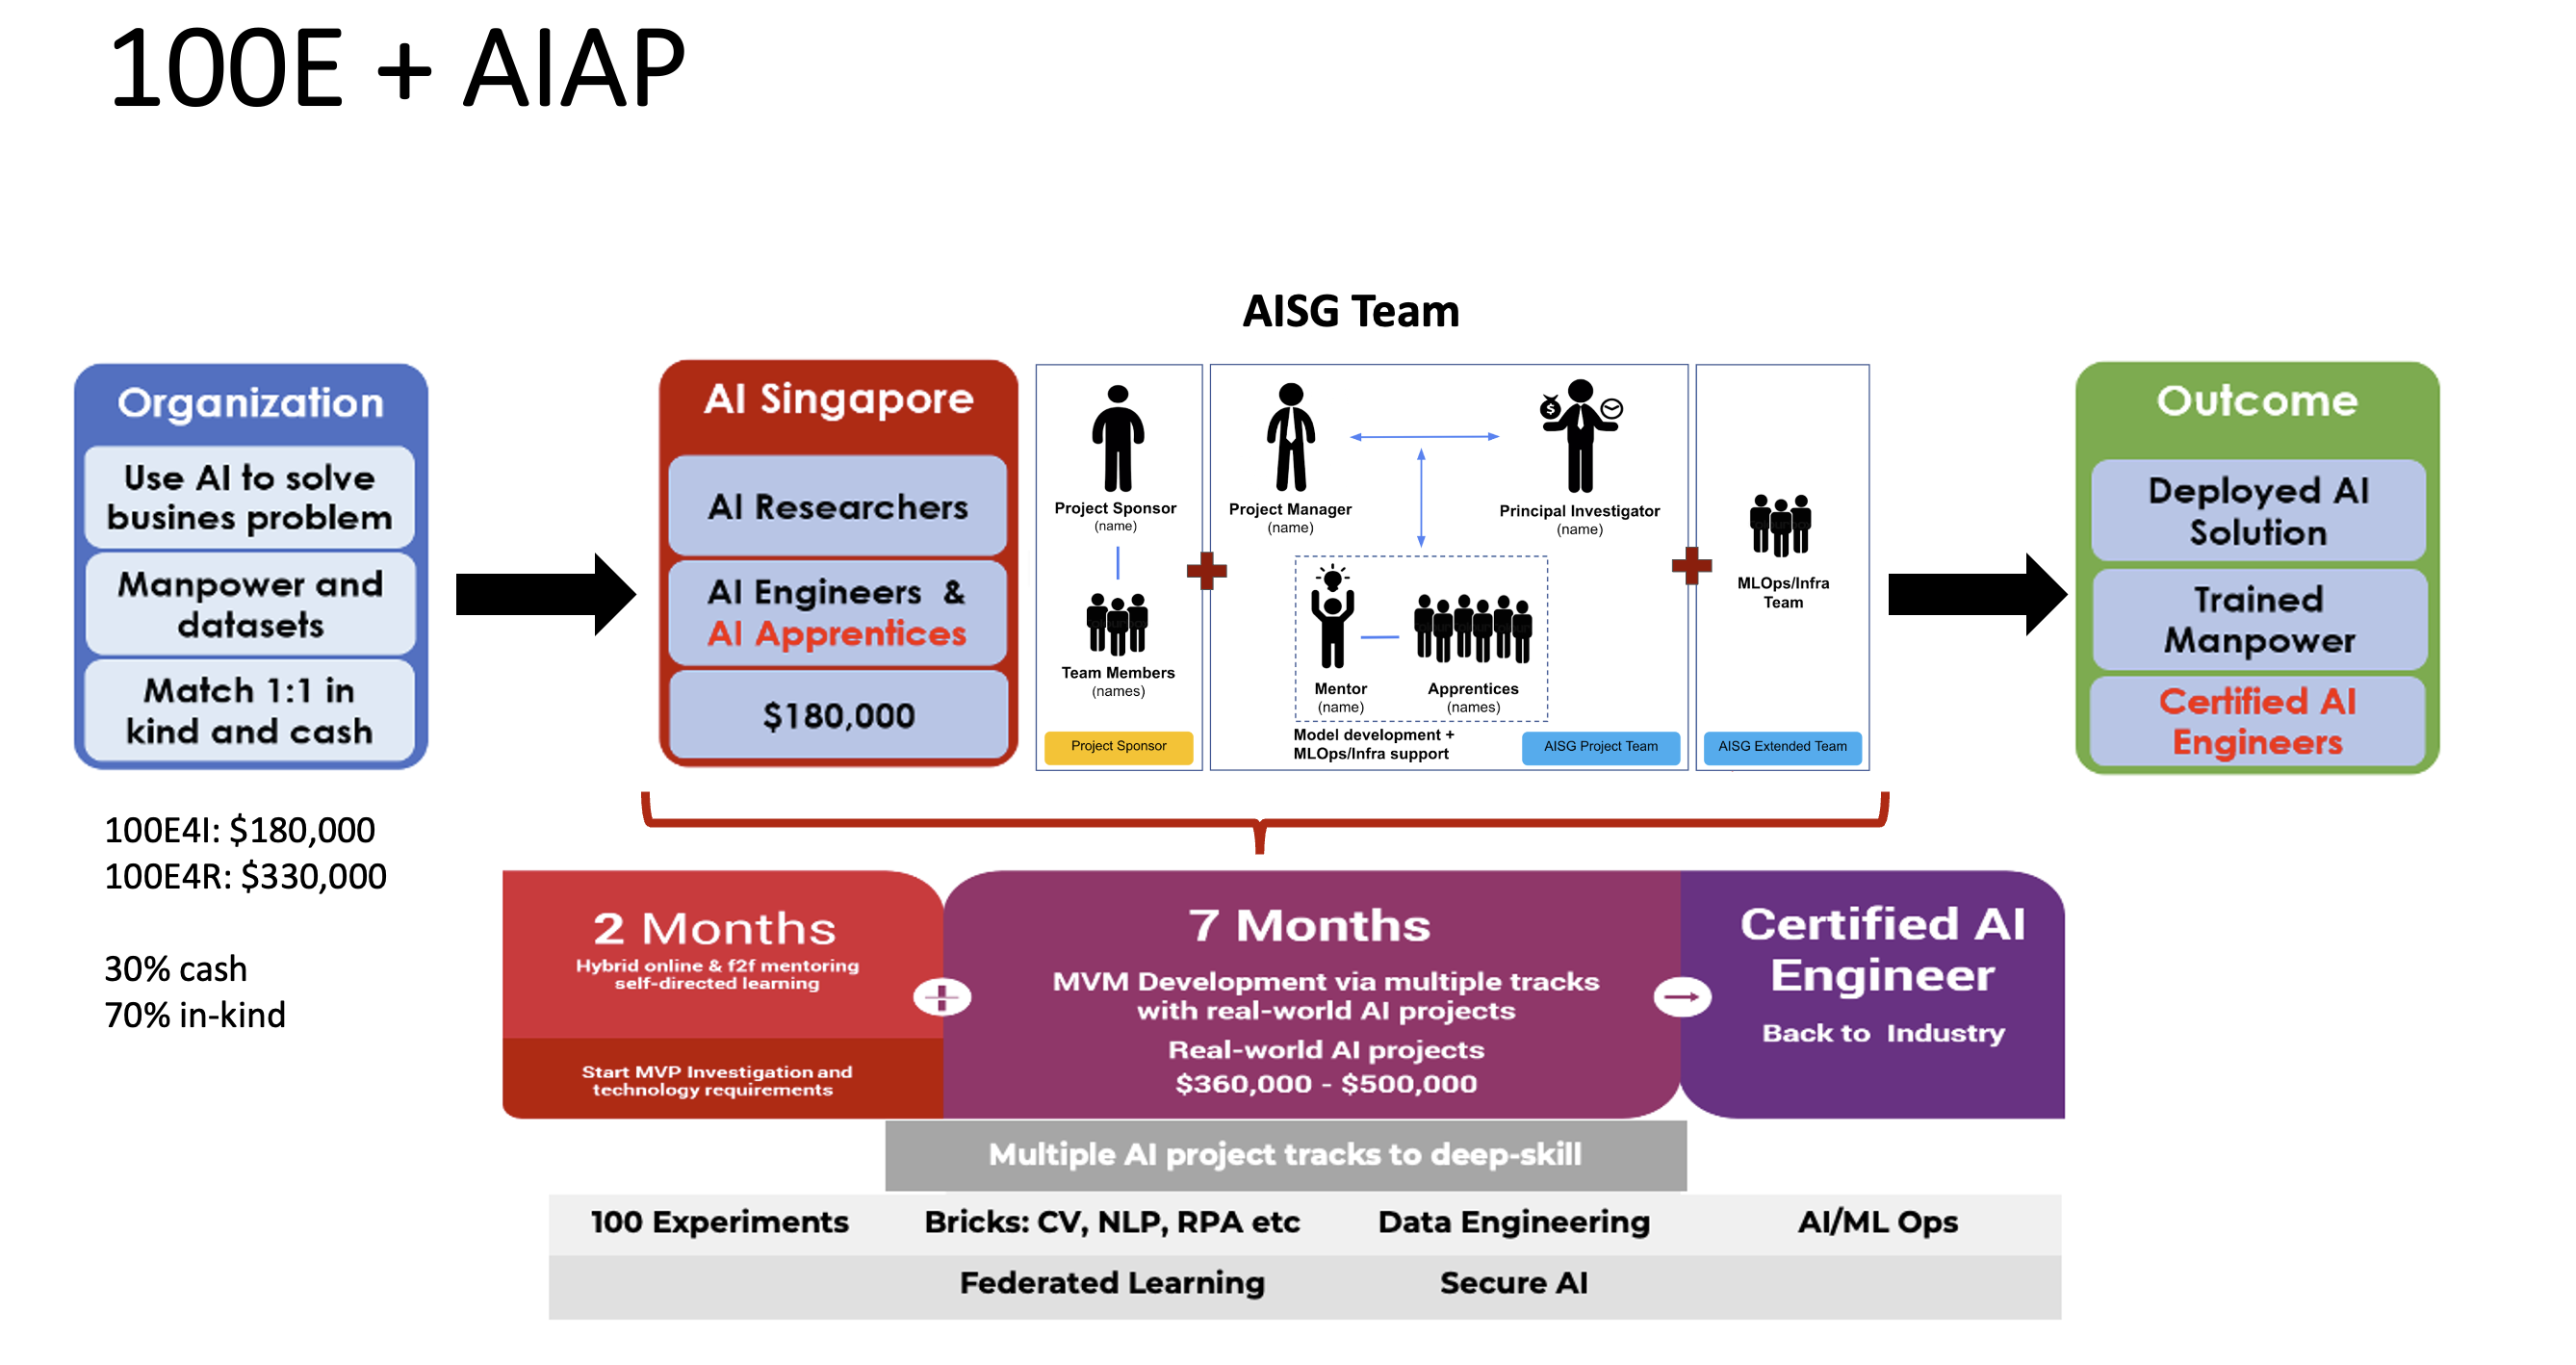 100E + AIAP
AISG Team
Organization
Use AI to solve
busines problem
Manpower and
datasets
Match 1:1 in
kind and cash
100E4I: $180,000
100E4R: $330,000
30% cash
70% in-kind
AI Singapore
AI Researchers
AI Engineers &
AI Apprentices
$180,000
Project Sponsor
(name)
Team Members
(names)
Project Sponsor
Project Manager
(name)
$
Principal Investigator
(name)
Mentor
(name)
Apprentices
(names)
Model development +
MLOps/Infra support
AISG Project Team
MLOps/Infra
Team
AISG Extended Team
Outcome
Deployed AI
Solution
Trained
Manpower
Certified AI
Engineers
2 Months
Hybrid online & f2f mentoring
self-directed learning
Start MVP Investigation and
technology requirements
7 Months
MVM Development via multiple tracks
with real-world AI projects
Real-world AI projects
$360,000 - $500,000
Certified AI
Engineer
Back to Industry
Multiple AI project tracks to deep-skill
100 Experiments
Bricks: CV, NLP, RPA etc
Data Engineering
AI/ML Ops
Federated Learning
Secure AI